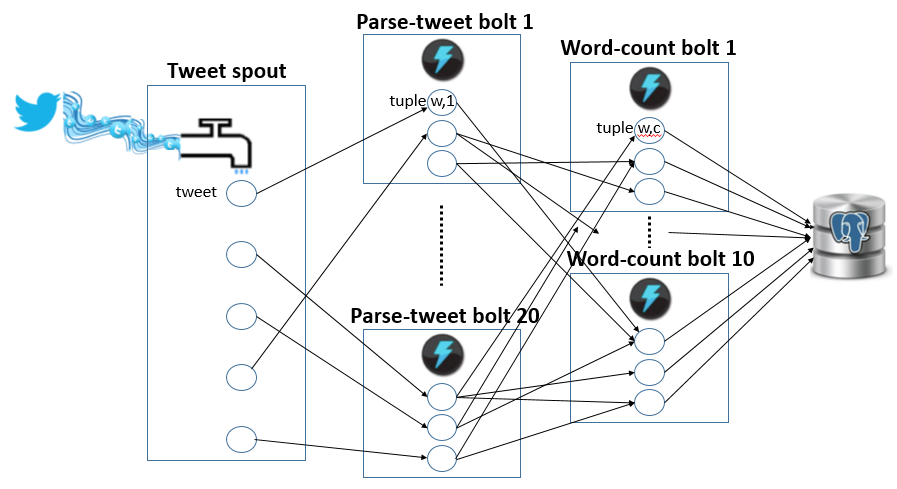 Parse-tweet bolt 1
Word-count bolt 1
Tweet spout
tuple w,1
tuple w,c
tweet
Word-count bolt 10
Parse-tweet bolt 20